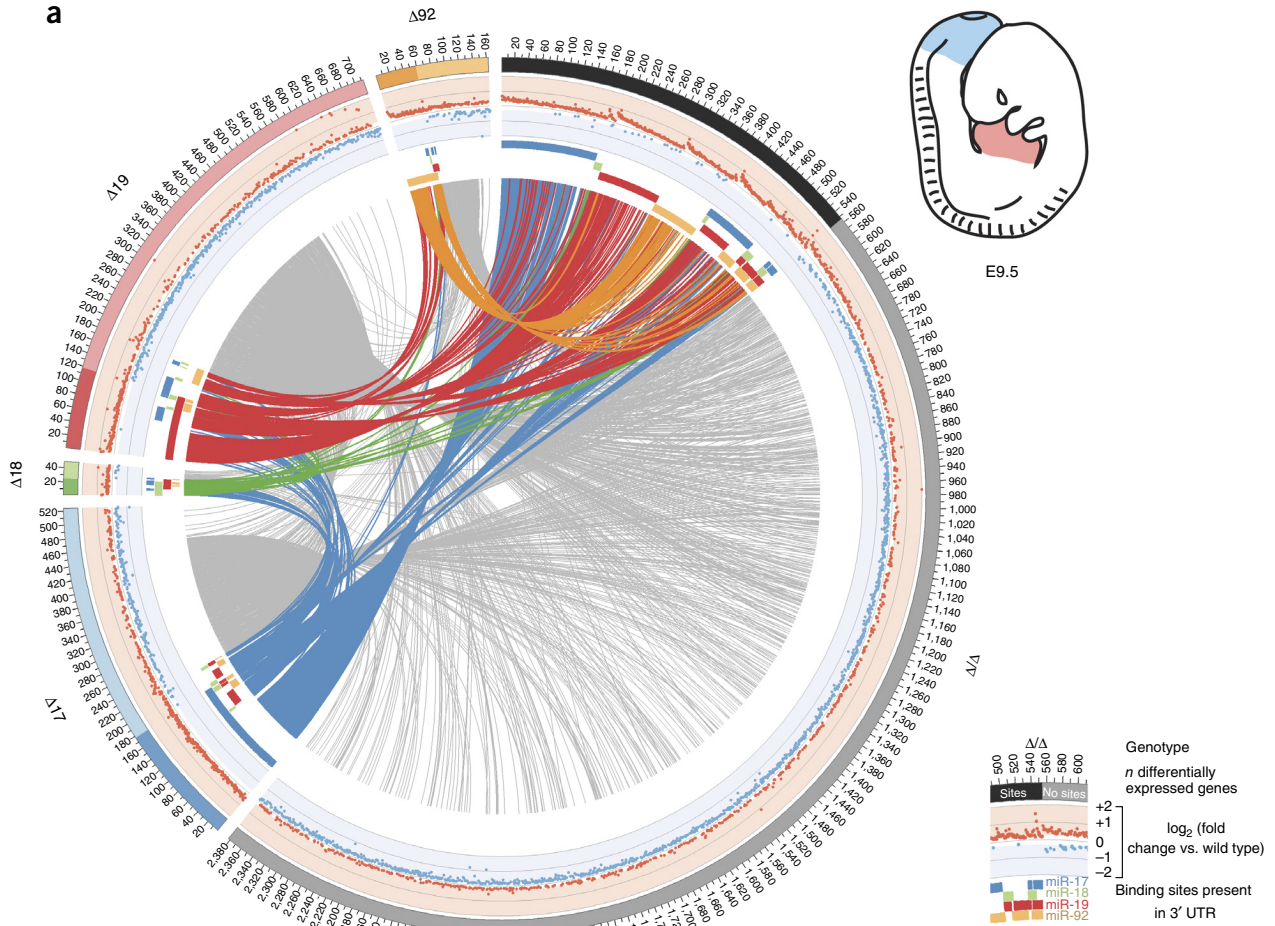 a
Δ92
20 40 60 80 100 120 140 160
20 40 60 80 100 120 140 160 180 200 220 240 260 280 300 320 340 360 380 400 420 440 460 480 500 520 540 560 580 600 620 640 660 680 700 720 740 760 780 800 820 840 860 880 900 920 940 960 980 1,000 1,020 1,040 1,060 1,080 1,100 1,120 1,140 1,160 1,180 1,200 1,220 1,240 1,260 1,280 1,300 1,320 1,340 1,360 1,380 1,400 1,420 1,440 1,460 1,480 1,500 1,520 1,540 1,560 1,580 1,600 1,620 1,640 1,660 1,680 1,700
2,200 2,220 2,240 2,260 2,280 2,300 2,320 2,340 2,360 2,380
Δ/Δ
Δ19
20 40 60 80 100 120 140 160 180 200 220 240 260 280 300 320 340 360 380 400 420 440 460 480 500 520 540 560 580 600 620 640 660 680 700
Δ18
20 40
Δ17
20 40 60 80 100 120 140 160 180 200 220 240 260 280 300 320 340 360 380 400 420 440 460 480 500 520
E9.5
Δ/Δ
Genotype
500 520 540 560 580 600
n differentially
expressed genes
Sites
No sites
+2
+1
0
−1
−2
log2 (fold
change vs. wild type)
miR-17
miR-18
miR-19
miR-92
Binding sites present
in 3′ UTR